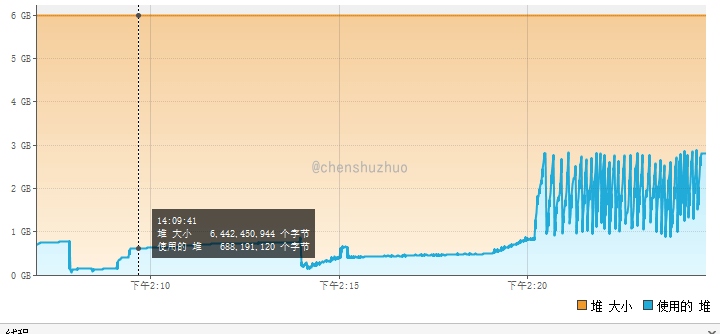 6 GB
5 GB
4 GB
3 GB
2 GB
1 GB
0 GB
@chenshuzhuo
14:09:41
堆 大小 6,442,450,944 个字节
使用的 堆 688,191,120 个字节
下午2:10 下午2:15 下午2:20
堆 大小 使用的 堆